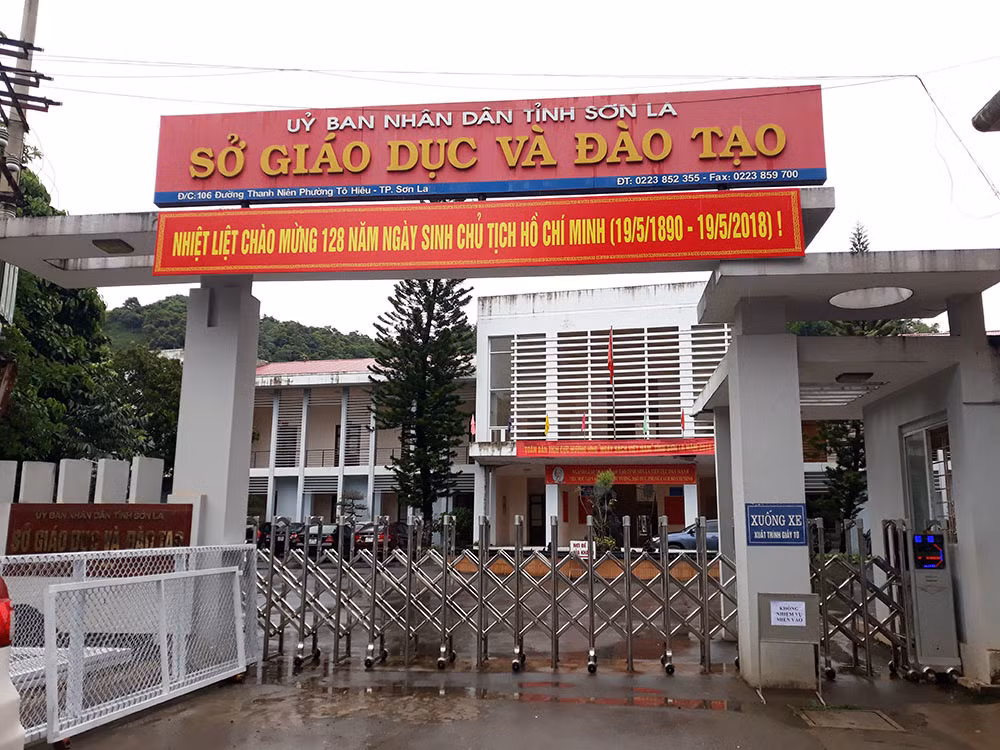 UỶ BAN NHÂN DÂN TỈNH SƠN LA
SỞ GIÁO DỤC VÀ ĐÀO TẠO
Đ/C: 106 Đường Thanh Niên Phường Tô Hiệu - TP. Sơn La
ĐT: 0223 852 355 - Fax: 0223 859 700
NHIỆT LIỆT CHÀO MỪNG 128 NĂM NGÀY SINH CHỦ TỊCH HỒ CHÍ MINH (19/5/1890 - 19/5/2018) !
UỶ BAN NHÂN DÂN TỈNH SƠN LA
SỞ GIÁO DỤC VÀ ĐÀO TẠO
XUỐNG XE
XUẤT TRÌNH GIẤY TỜ
KHÔNG
NHIỆM VỤ
MIỄN VÀO